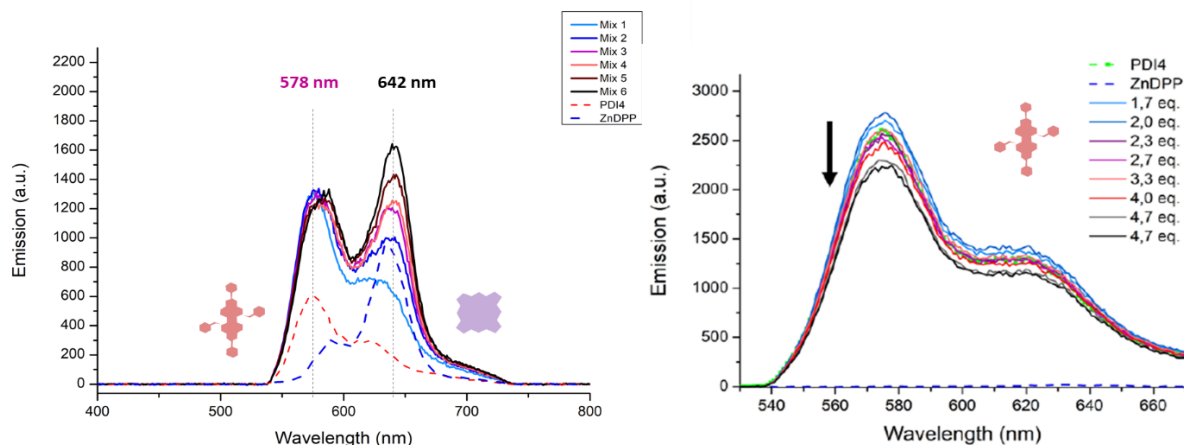 Mix 1
Mix 2
Mix 3
Mix 4
Mix 5
Mix 6
PDI4
ZnDPP
578 nm
642 nm
2200
2000
1800
1600
1400
1200
1000
800
600
400
200
0
Emission (a.u.)
400
500
600
700
800
Wavelength (nm)
PDI4
ZnDPP
1,7 eq.
2,0 eq.
2,3 eq.
2,7 eq.
3,3 eq.
4,0 eq.
4,7 eq.
4,7 eq.
3000
2500
2000
1500
1000
500
0
Emission (a.u.)
540
560
580
600
620
640
660
Wavelength (nm)